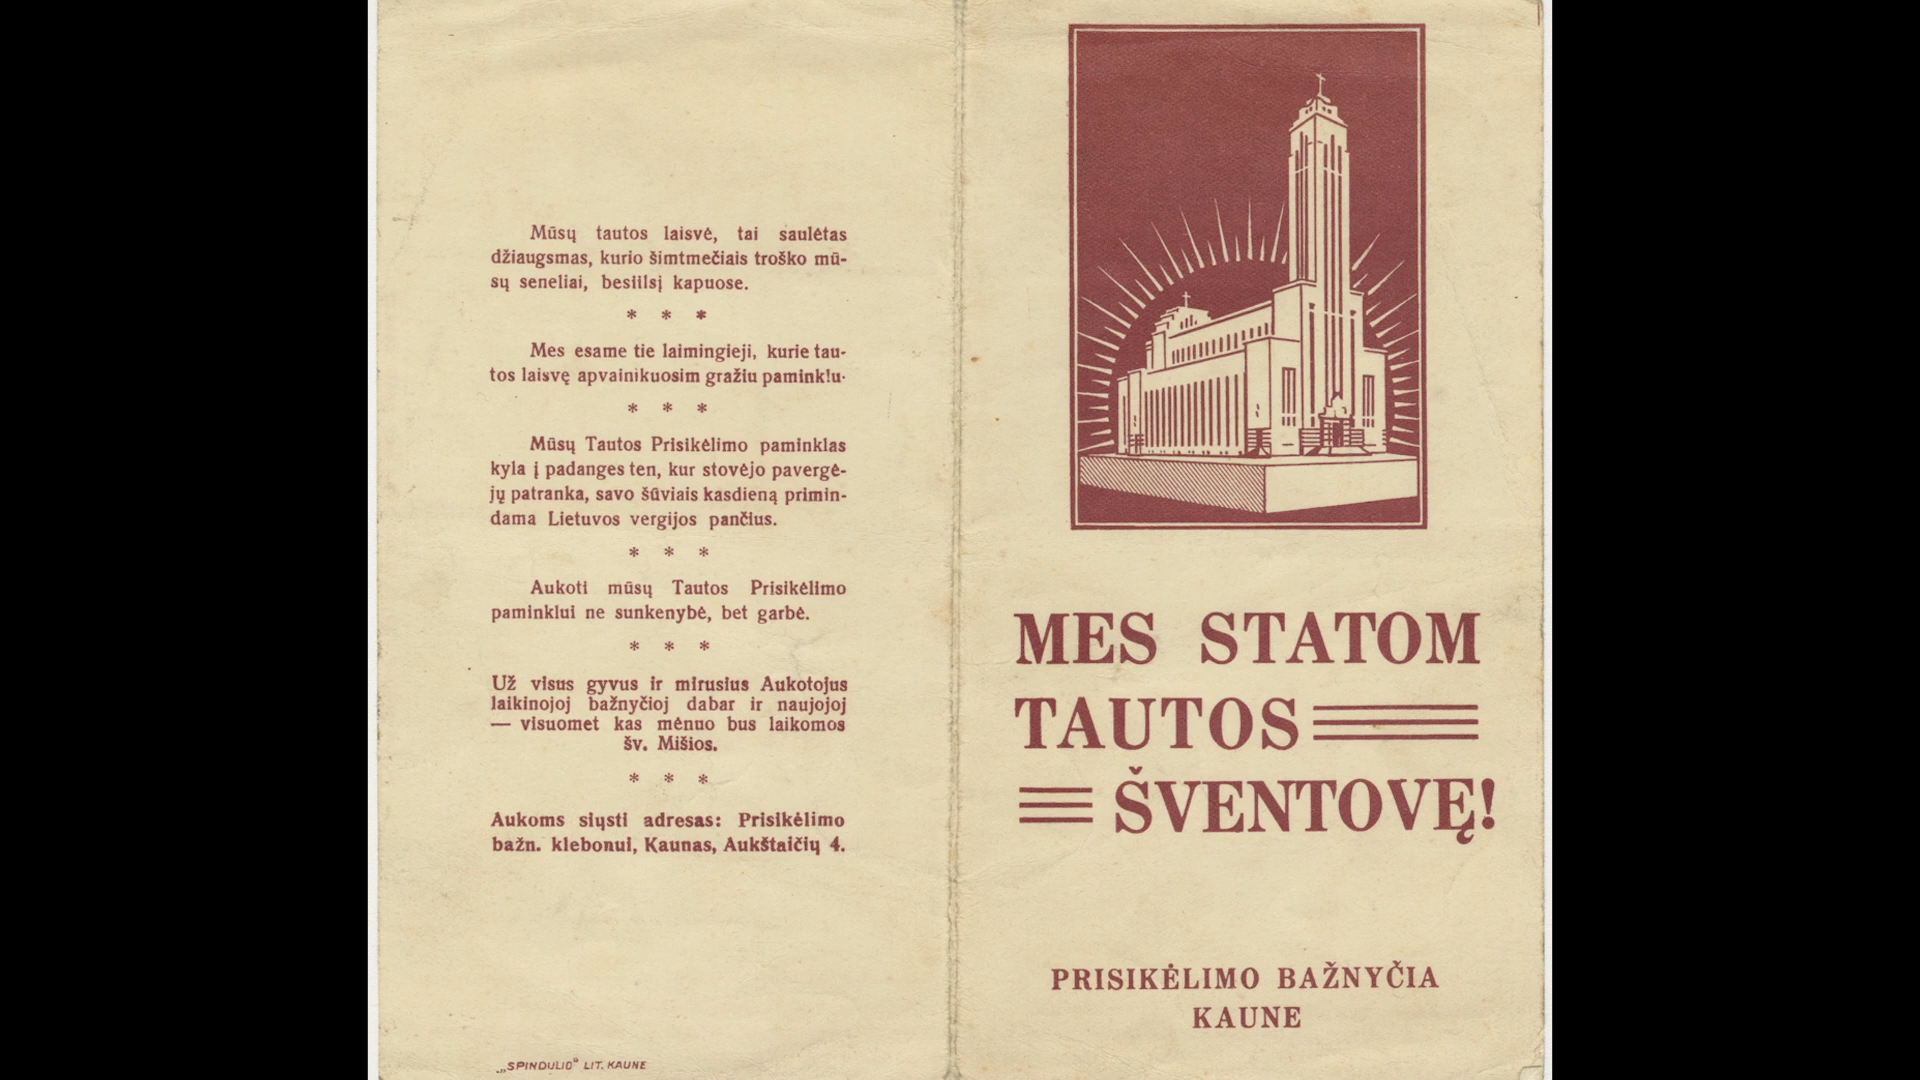 Mūsų tautos laisvė, tai saulėtas
džiaugsmas, kurio šimtmečiais troško mū-
sų seneliai, besiilsį kapuose.
* * *
Mes esame tie laimingieji, kurie tau-
tos laisvę apvainikuosim gražiu paminklu.
* * *
Mūsų Tautos Prisikėlimo paminklas
kyla į padanges ten, kur stovėjo pavergė-
jų patranka, savo šūviais kasdieną primin-
dama Lietuvos vergijos pančius.
* * *
Aukoti mūsų Tautos Prisikėlimo
paminklui ne sunkenybė, bet garbė.
* * *
Už visus gyvus ir mirusius Aukotojus
laikinojoj bažnyčioj dabar ir naujojoj
— visuomet kas mėnuo bus laikomos
šv. Mišios.
* * *
Aukoms siųsti adresas: Prisikėlimo
bažn. klebonui, Kaunas, Aukštaičių 4.
„SPINDULIO" LIT. KAUNE
MES STATOM
TAUTOS
ŠVENTOVĘ!
PRISIKĖLIMO BAŽNYČIA
KAUNE